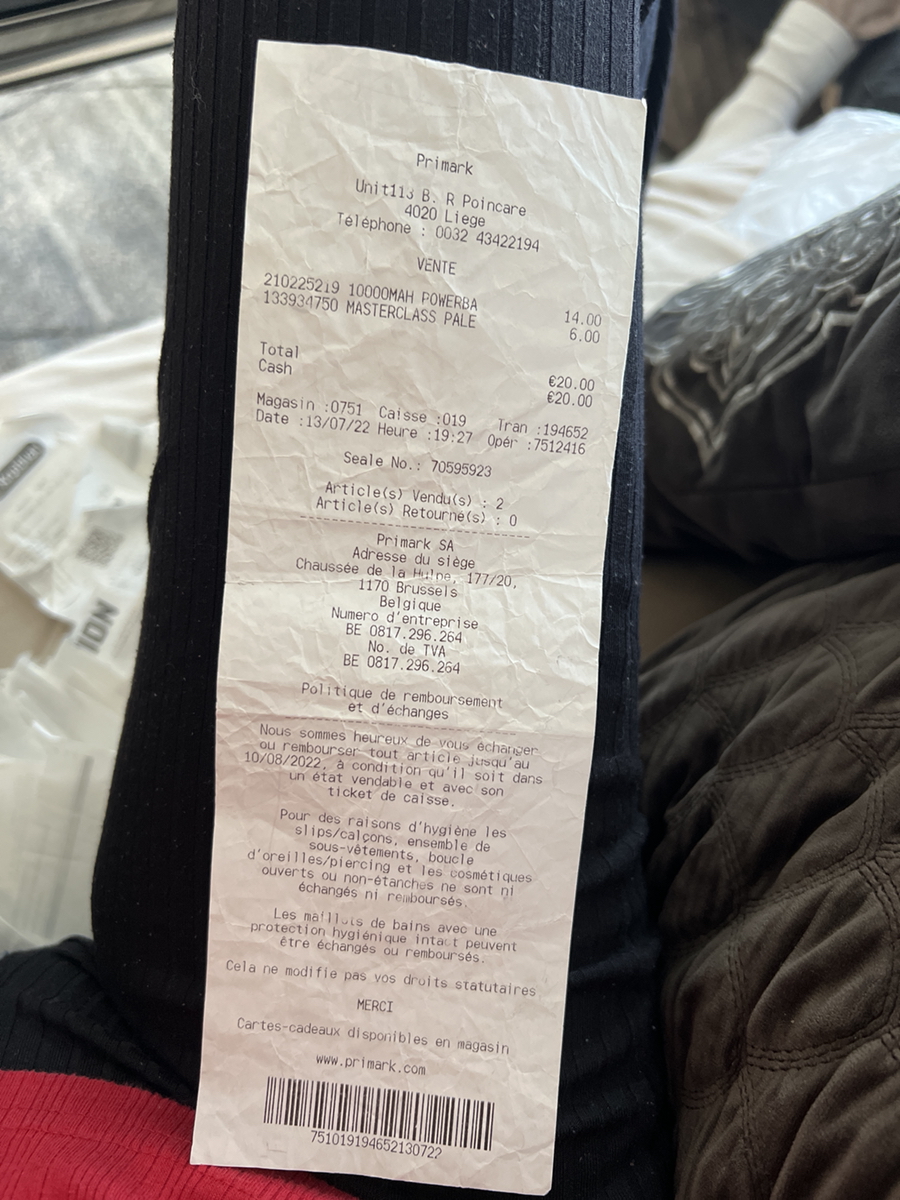 Primark
Unit113 B. R Poincare
4020 Liege
Téléphone : 0032 43422194
VENTE
210225219 10000MAH POWERBA 14.00
133934750 MASTERCLASS PALE 6.00
Total €20.00
Cash €20.00
Magasin :0751 Caisse :019 Tran :194652
Date :13/07/22 Heure :19:27 Opér :7512416
Seale No.: 70595923
Article(s) Vendu(s) : 2
Article(s) Retourné(s) : 0
Primark SA
Adresse du siège
Chaussée de la Hulpe, 177/20,
1170 Brussels
Belgique
Numero d'entreprise
BE 0817.296.264
No. de TVA
BE 0817.296.264
Politique de remboursement
et d'échanges
Nous sommes heureux de vous échanger
ou rembourser tout article jusqu'au
10/08/2022, à condition qu'il soit dans
un état vendable et avec son
ticket de caisse.
Pour des raisons d'hygiène les
slips/calçons, ensemble de
sous-vêtements, boucle
d'oreilles/piercing et les cosmétiques
ouverts ou non-étanches ne sont ni
échangés ni remboursés.
Les maillots de bains avec une
protection hygiénique intact peuvent
être échangés ou remboursés.
Cela ne modifie pas vos droits statutaires
MERCI
Cartes-cadeaux disponibles en magasin
www.primark.com
751019194652130722
ION